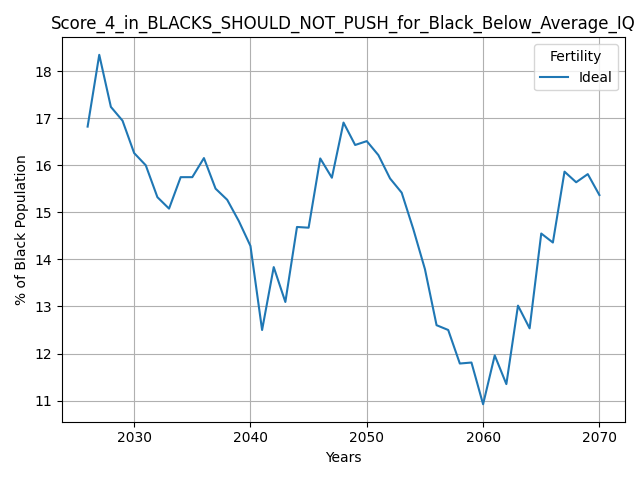 Score_4_in_BLACKS_SHOULD_NOT_PUSH_for_Black_Below_Average_IQ
Fertility
Ideal
% of Black Population
18
17
16
15
14
13
12
11
2030 2040 2050 2060 2070
Years